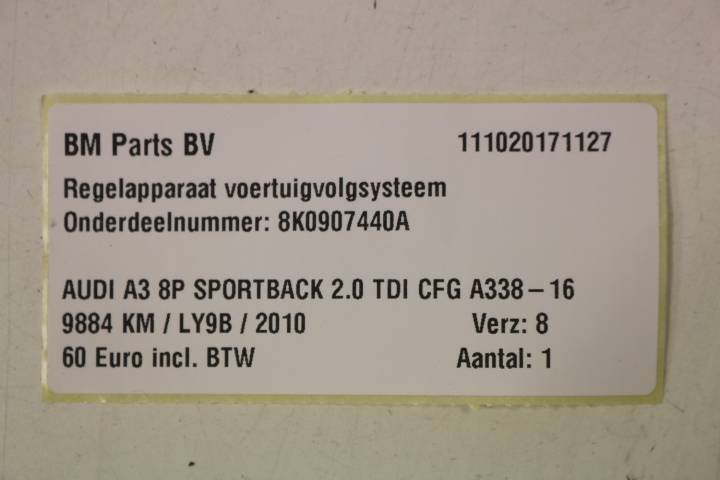 BM Parts BV 111020171127
Regelapparaat voertuigvolgsysteem
Onderdeelnummer: 8K0907440A
AUDI A3 8P SPORTBACK 2.0 TDI CFG A338-16
9884 KM / LY9B / 2010 Verz: 8
60 Euro incl. BTW Aantal: 1